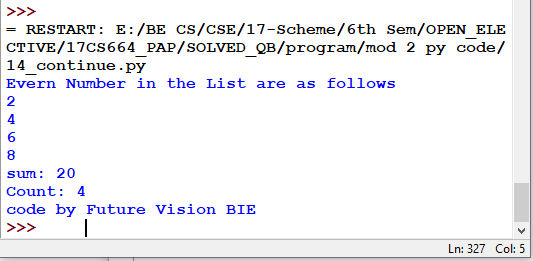 >>>
= RESTART: E:/BE CS/CSE/17-Scheme/6th Sem/OPEN_ELE
CTIVE/17CS664_PAP/SOLVED_QB/program/mod 2 py code/
14_continue.py
Evern Number in the List are as follows
2
4
6
8
sum: 20
Count: 4
code by Future Vision BIE
>>>
Ln: 327 Col: 5